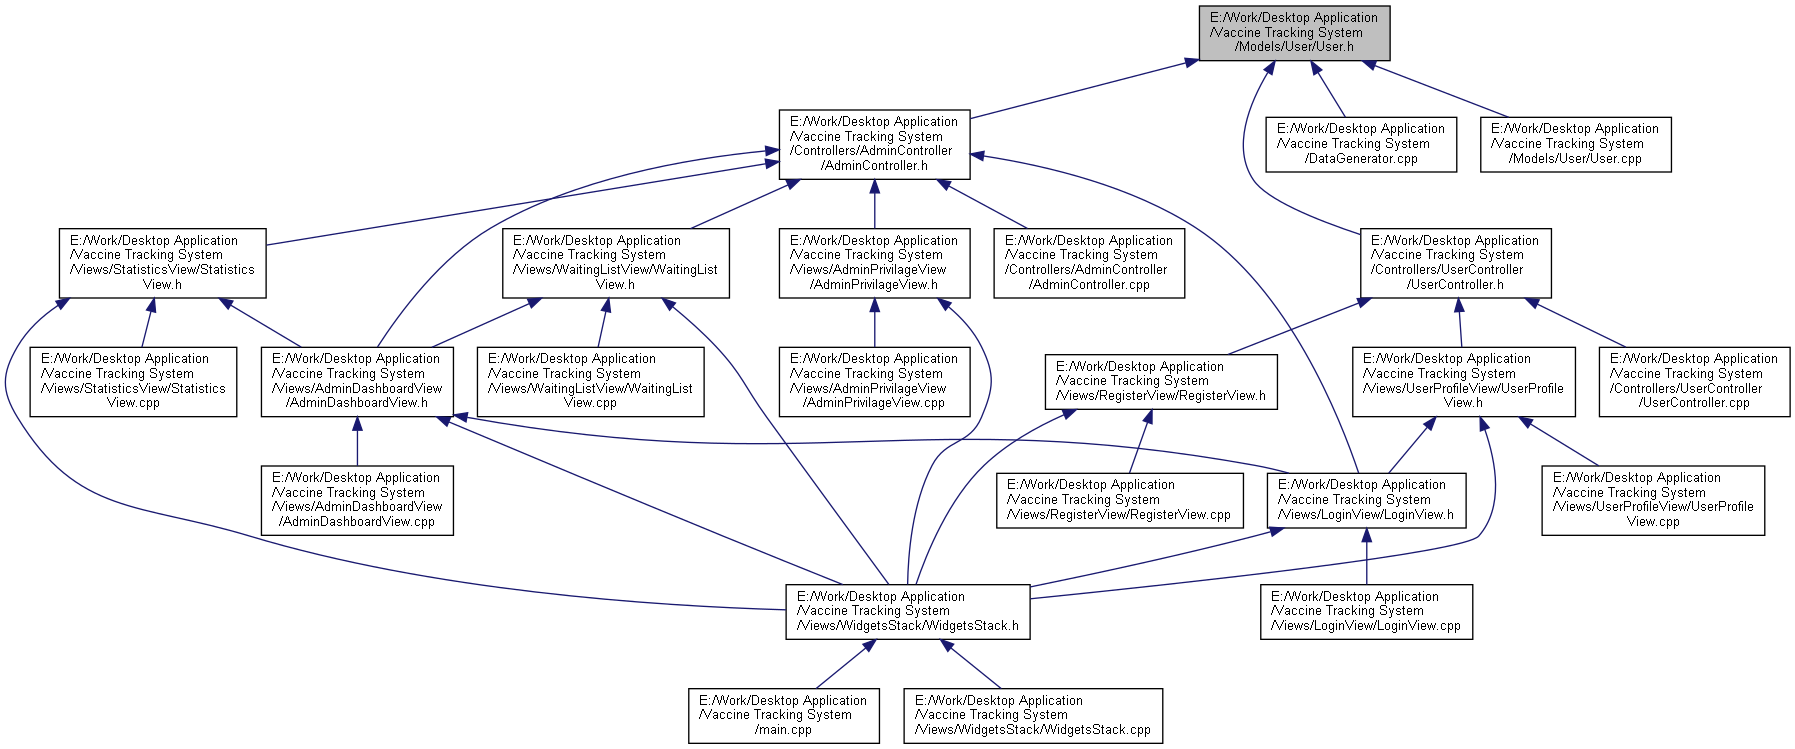 E:/Work/Desktop Application
/Vaccine Tracking System
/Models/User/User.h
E:/Work/Desktop Application
/Vaccine Tracking System
/Controllers/AdminController
/AdminController.h
E:/Work/Desktop Application
/Vaccine Tracking System
/DataGenerator.cpp
E:/Work/Desktop Application
/Vaccine Tracking System
/Models/User/User.cpp
E:/Work/Desktop Application
/Vaccine Tracking System
/Views/StatisticsView/Statistics
View.h
E:/Work/Desktop Application
/Vaccine Tracking System
/Views/WaitingListView/WaitingList
View.h
E:/Work/Desktop Application
/Vaccine Tracking System
/Views/AdminPrivilageView
/AdminPrivilageView.h
E:/Work/Desktop Application
/Vaccine Tracking System
/Controllers/AdminController
/AdminController.cpp
E:/Work/Desktop Application
/Vaccine Tracking System
/Controllers/UserController
/UserController.h
E:/Work/Desktop Application
/Vaccine Tracking System
/Views/StatisticsView/Statistics
View.cpp
E:/Work/Desktop Application
/Vaccine Tracking System
/Views/AdminDashboardView
/AdminDashboardView.h
E:/Work/Desktop Application
/Vaccine Tracking System
/Views/WaitingListView/WaitingList
View.cpp
E:/Work/Desktop Application
/Vaccine Tracking System
/Views/AdminPrivilageView
/AdminPrivilageView.cpp
E:/Work/Desktop Application
/Vaccine Tracking System
/Views/RegisterView/RegisterView.h
E:/Work/Desktop Application
/Vaccine Tracking System
/Views/UserProfileView/UserProfile
View.h
E:/Work/Desktop Application
/Vaccine Tracking System
/Controllers/UserController
/UserController.cpp
E:/Work/Desktop Application
/Vaccine Tracking System
/Views/AdminDashboardView
/AdminDashboardView.cpp
E:/Work/Desktop Application
/Vaccine Tracking System
/Views/RegisterView/RegisterView.cpp
E:/Work/Desktop Application
/Vaccine Tracking System
/Views/LoginView/LoginView.h
E:/Work/Desktop Application
/Vaccine Tracking System
/Views/UserProfileView/UserProfile
View.cpp
E:/Work/Desktop Application
/Vaccine Tracking System
/Views/WidgetsStack/WidgetsStack.h
E:/Work/Desktop Application
/Vaccine Tracking System
/Views/LoginView/LoginView.cpp
E:/Work/Desktop Application
/Vaccine Tracking System
/main.cpp
E:/Work/Desktop Application
/Vaccine Tracking System
/Views/WidgetsStack/WidgetsStack.cpp